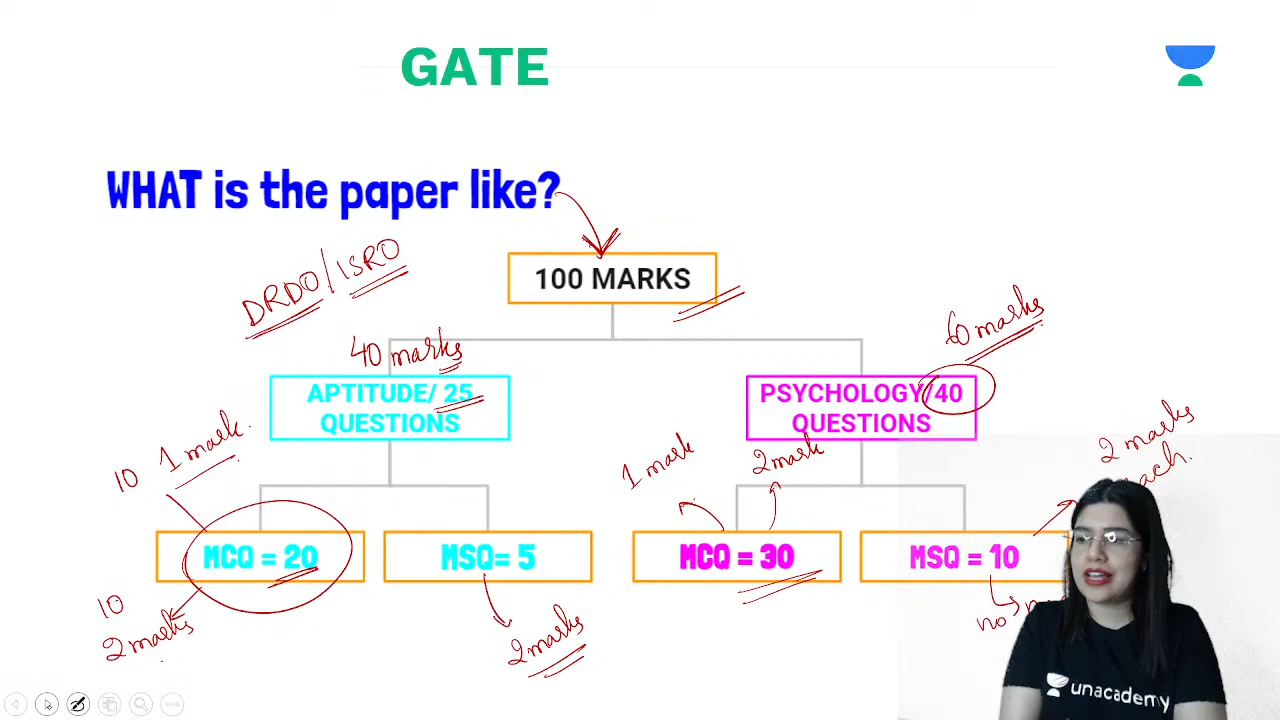 GATE
WHAT is the paper like?
DRDO/ISRO
100 MARKS
40 marks
60 marks
APTITUDE/ 25
QUESTIONS
PSYCHOLOGY/40
QUESTIONS
10 1 mark.
1 mark
2 mark
2 marks
each.
MCQ = 20
MSQ= 5
MCQ = 30
MSQ = 10
10
2 marks
2 marks
no
unacademy